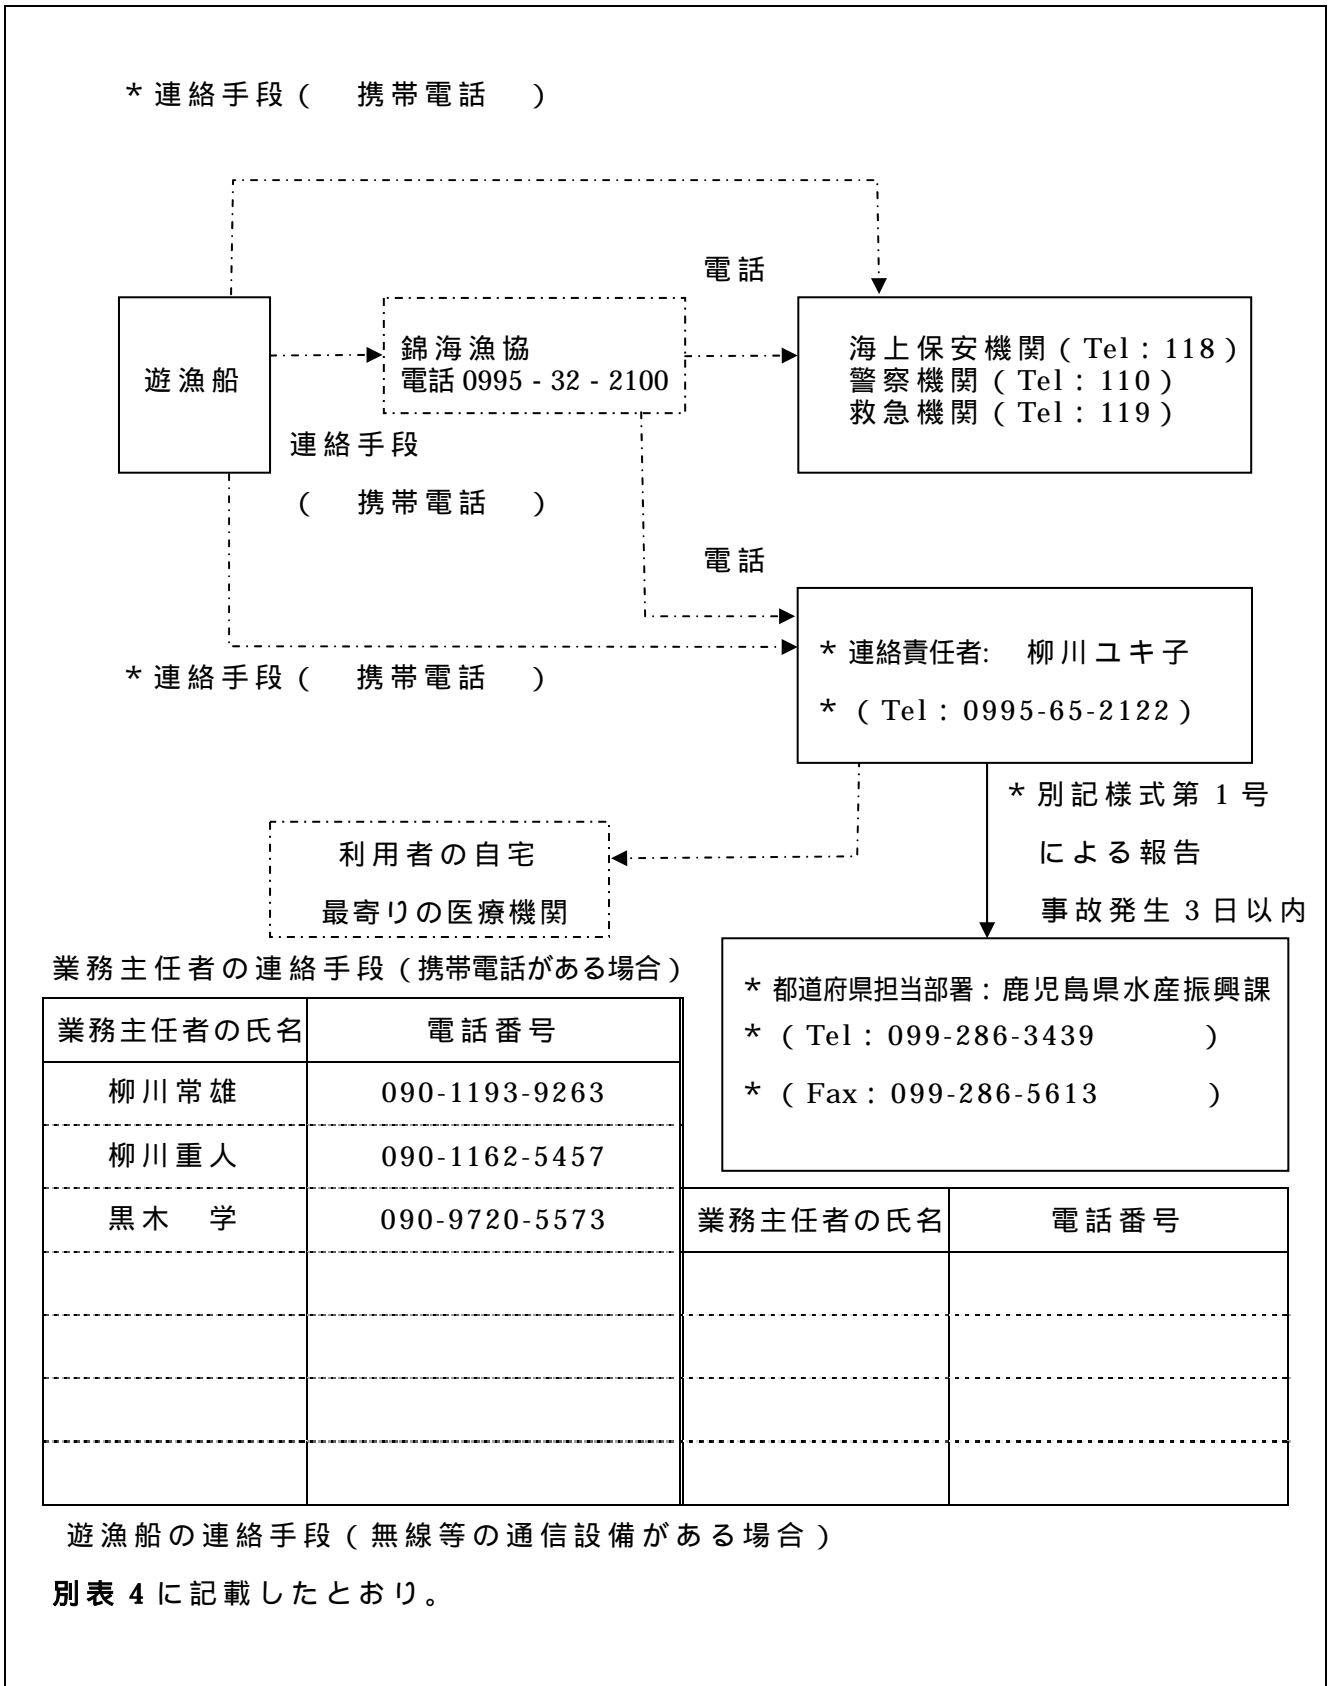 *連絡手段(　携帯電話　)
電話
遊漁船
錦海漁協
電話0995-32-2100
海上保安機関(Tel:118)
警察機関(Tel:110)
救急機関(Tel:119)
連絡手段
(　携帯電話　)
電話
*連絡手段(　携帯電話　)
*連絡責任者:　柳川ユキ子
*(Tel:0995-65-2122)
*別記様式第1号
による報告
事故発生3日以内
利用者の自宅
最寄りの医療機関
業務主任者の連絡手段(携帯電話がある場合)
*都道府県担当部署:鹿児島県水産振興課
*(Tel:099-286-3439　　)
*(Fax:099-286-5613　　)
業務主任者の氏名　電話番号
柳川常雄　090-1193-9263
柳川重人　090-1162-5457
黒木　学　090-9720-5573
業務主任者の氏名　電話番号
遊漁船の連絡手段(無線等の通信設備がある場合)
別表4に記載したとおり。